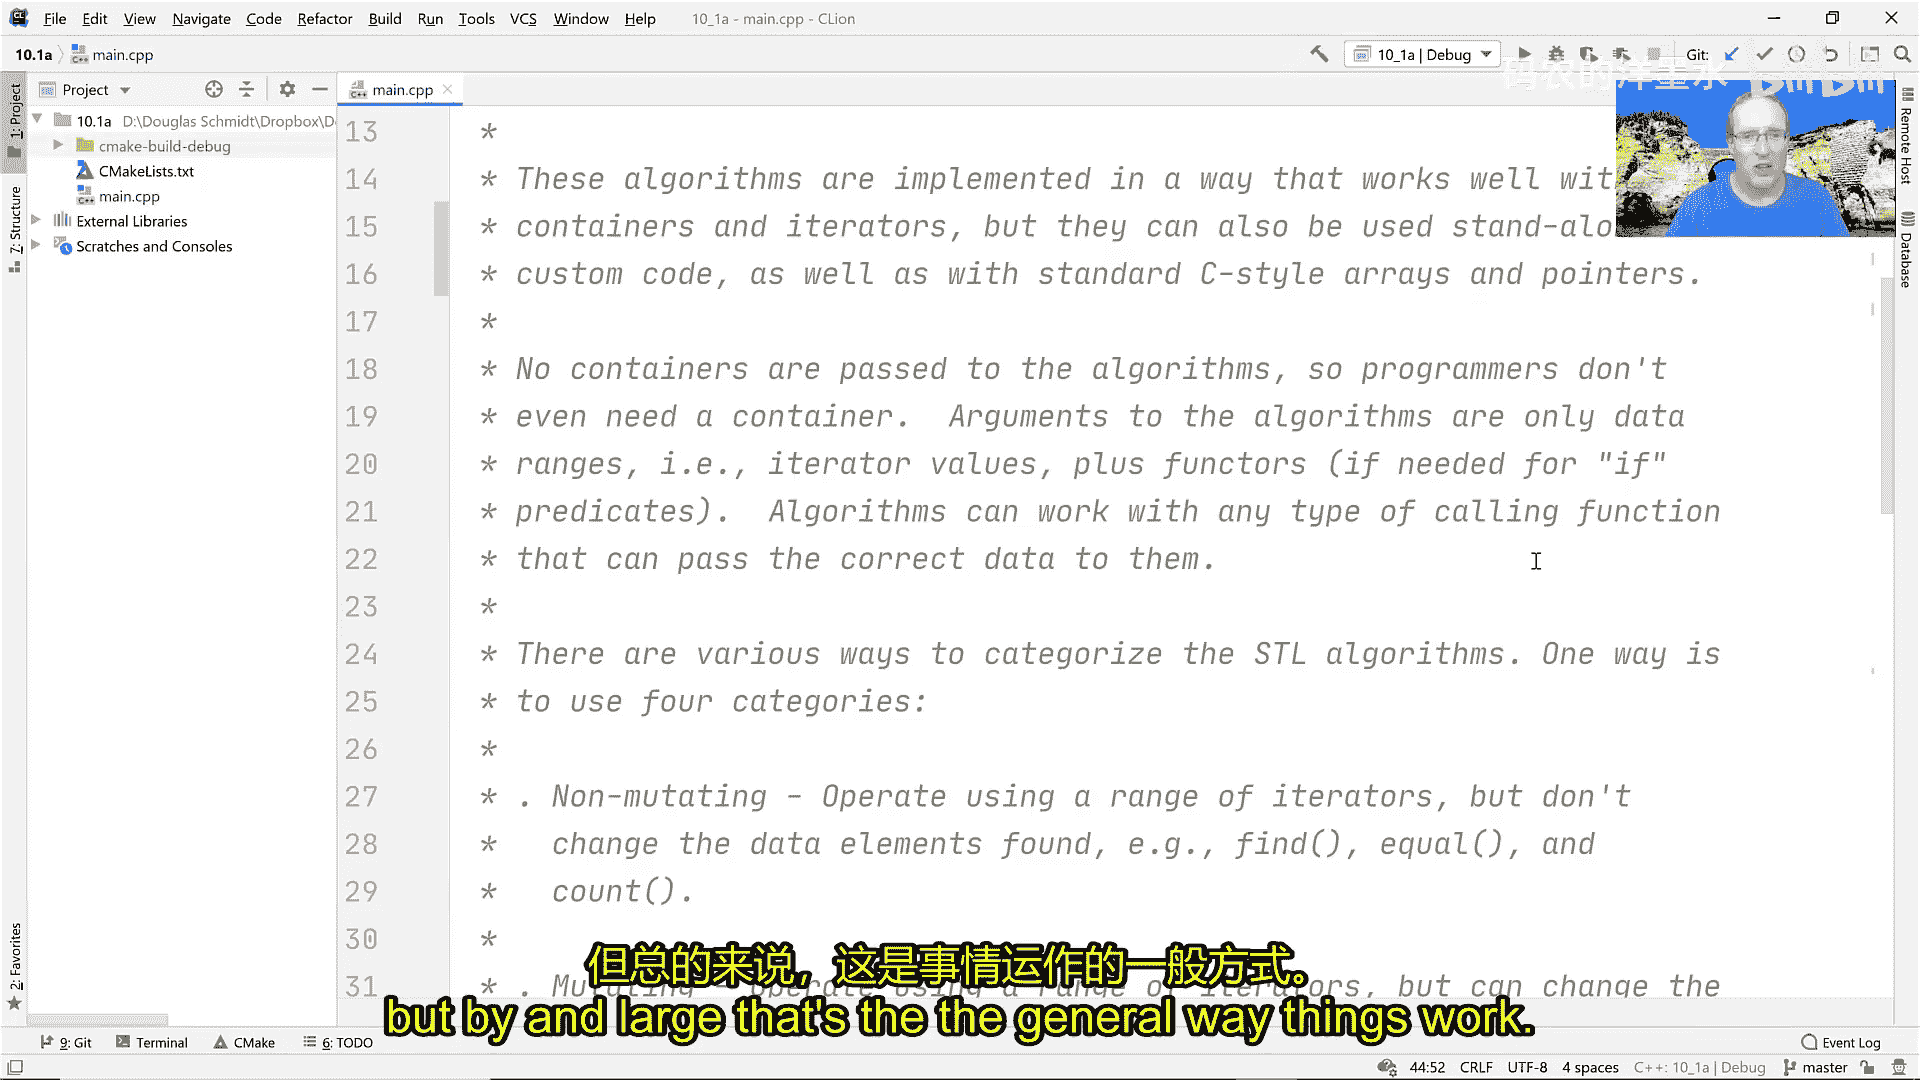 File Edit View Navigate Code Refactor Build Run Tools VCS Window Help 10_1a - main.cpp - CLion
10.1a main.cpp 10_1a | Debug Git:
码农的洋墨水
1: Project
Project
main.cpp
10.1a D:\Douglas Schmidt\Dropbox\D
cmake-build-debug
CMakeLists.txt
main.cpp
External Libraries
Scratches and Consoles
7: Structure
2: Favorites
Remote Host
Database
13 *
14 * These algorithms are implemented in a way that works well wit
15 * containers and iterators, but they can also be used stand-alo
16 * custom code, as well as with standard C-style arrays and pointers.
17 *
18 * No containers are passed to the algorithms, so programmers don't
19 * even need a container. Arguments to the algorithms are only data
20 * ranges, i.e., iterator values, plus functors (if needed for "if"
21 * predicates). Algorithms can work with any type of calling function
22 * that can pass the correct data to them.
23 *
24 * There are various ways to categorize the STL algorithms. One way is
25 * to use four categories:
26 *
27 * . Non-mutating - Operate using a range of iterators, but don't
28 * change the data elements found, e.g., find(), equal(), and
29 * count().
30 *
31 * . Mutating - Operate using a range of iterators, but can change the
但总的来说，这是事情运作的一般方式。
but by and large that's the the general way things work.
9: Git Terminal CMake 6: TODO Event Log
44:52 CRLF UTF-8 4 spaces C++: 10_1a | Debug master